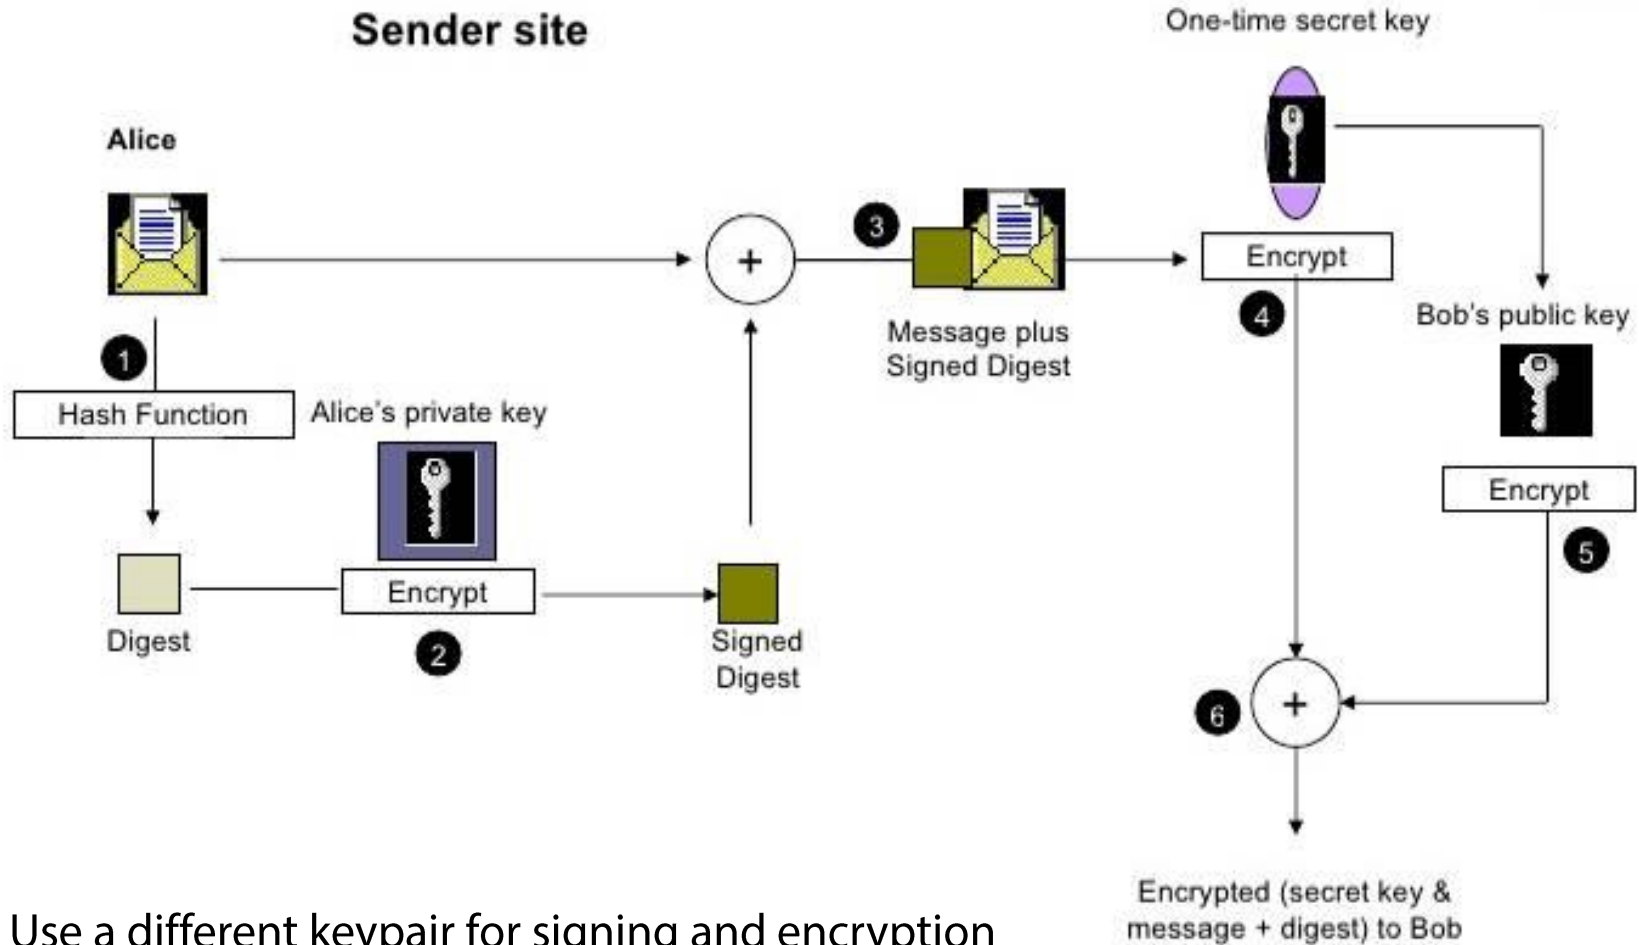 Sender site
One-time secret key
Alice
3
Encrypt
4
Bob's public key
Message plus
Signed Digest
1
Hash Function
Alice's private key
Encrypt
5
Encrypt
2
Digest
Signed
Digest
+
+
6
Encrypted (secret key &
message + digest) to Bob
Use a different keypair for signing and encryption